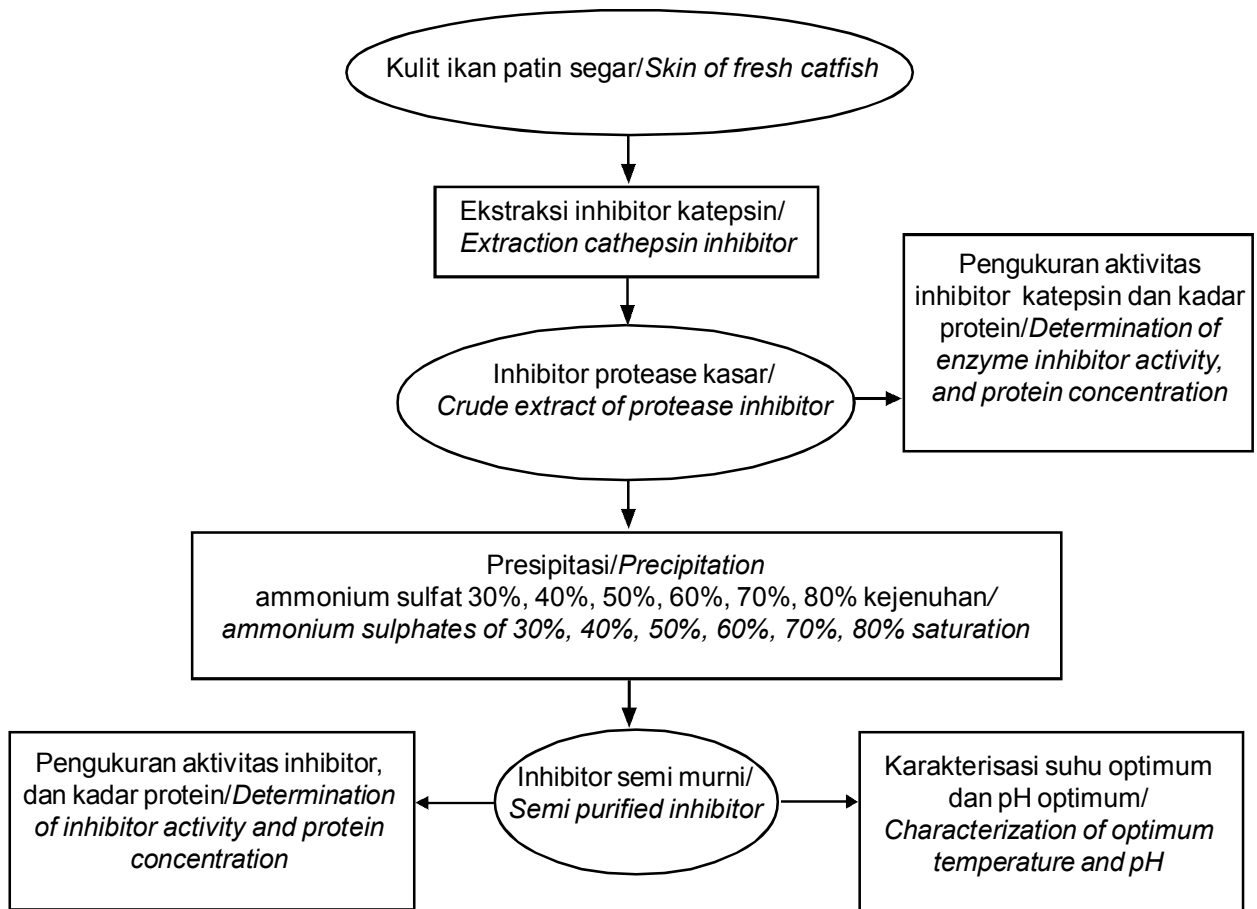 Kulit ikan patin segar/Skin of fresh catfish
Ekstraksi inhibitor katepsin/
Extraction cathepsin inhibitor
Pengukuran aktivitas
inhibitor katepsin dan kadar
protein/Determination of
enzyme inhibitor activity,
and protein concentration
Inhibitor protease kasar/
Crude extract of protease inhibitor
Presipitasi/Precipitation
ammonium sulfat 30%, 40%, 50%, 60%, 70%, 80% kejenuhan/
ammonium sulphates of 30%, 40%, 50%, 60%, 70%, 80% saturation
Pengukuran aktivitas inhibitor,
dan kadar protein/Determination
of inhibitor activity and protein
concentration
Inhibitor semi murni/
Semi purified inhibitor
Karakterisasi suhu optimum
dan pH optimum/
Characterization of optimum
temperature and pH